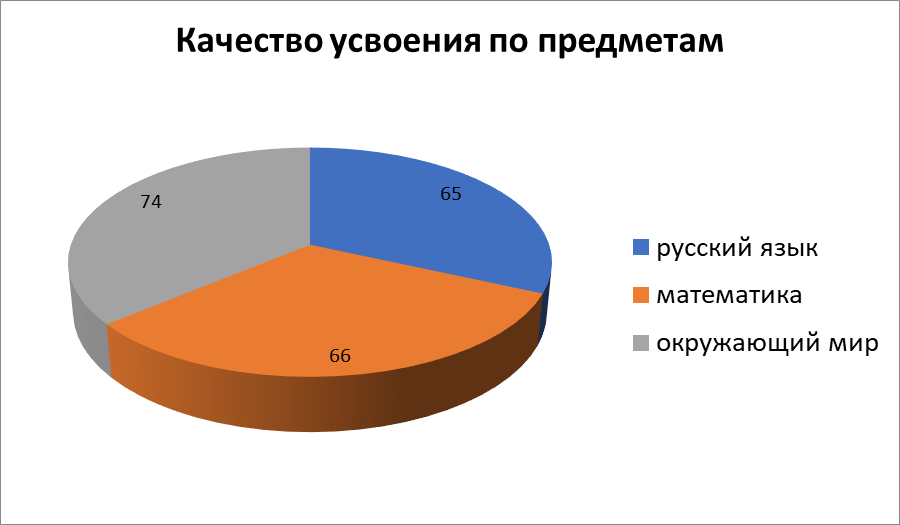 Качество усвоения по предметам
65
74
66
русский язык
математика
окружающий мир